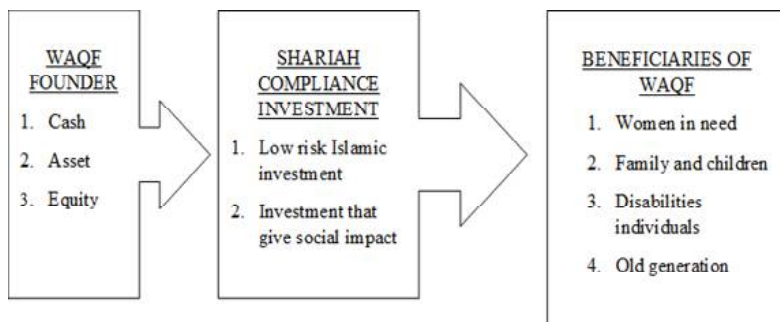 WAQF
FOUNDER
1. Cash
2. Asset
3. Equity
SHARIAH
COMPLIANCE
INVESTMENT
1. Low risk Islamic
investment
2. Investment that
give social impact
BENEFICIARIES OF
WAQF
1. Women in need
2. Family and children
3. Disabilities
individuals
4. Old generation